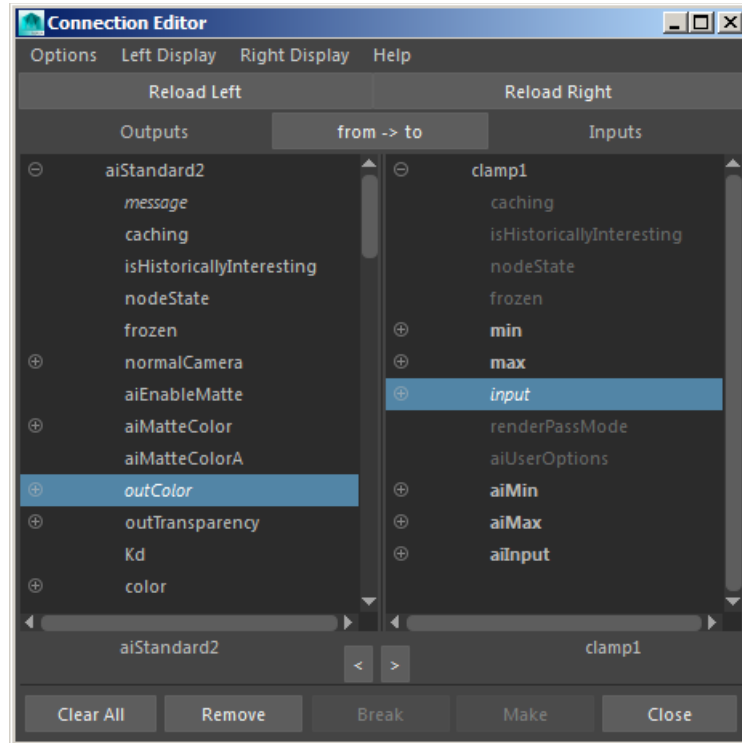 Connection Editor
Options Left Display Right Display Help
Reload Left Reload Right
Outputs from -> to Inputs
aiStandard2
message
caching
isHistoricallyInteresting
nodeState
frozen
normalCamera
aiEnableMatte
aiMatteColor
aiMatteColorA
outColor
outTransparency
Kd
color
clamp1
caching
isHistoricallyInteresting
nodeState
frozen
min
max
input
renderPassMode
aiUserOptions
aiMin
aiMax
aiInput
aiStandard2 < > clamp1
Clear All Remove Break Make Close